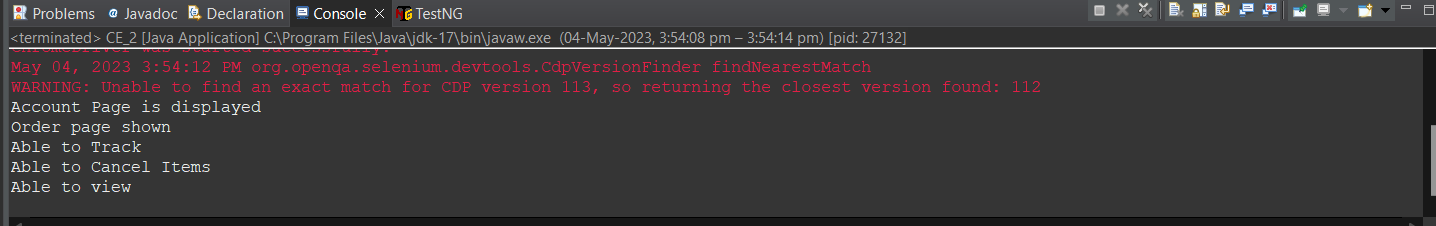 Problems Javadoc Declaration Console TestNG
<terminated> CE_2 [Java Application] C:\Program Files\Java\jdk-17\bin\javaw.exe (04-May-2023, 3:54:08 pm – 3:54:14 pm) [pid: 27132]
ChromeDriver was started successfully.
May 04, 2023 3:54:12 PM org.openqa.selenium.devtools.CdpVersionFinder findNearestMatch
WARNING: Unable to find an exact match for CDP version 113, so returning the closest version found: 112
Account Page is displayed
Order page shown
Able to Track
Able to Cancel Items
Able to view